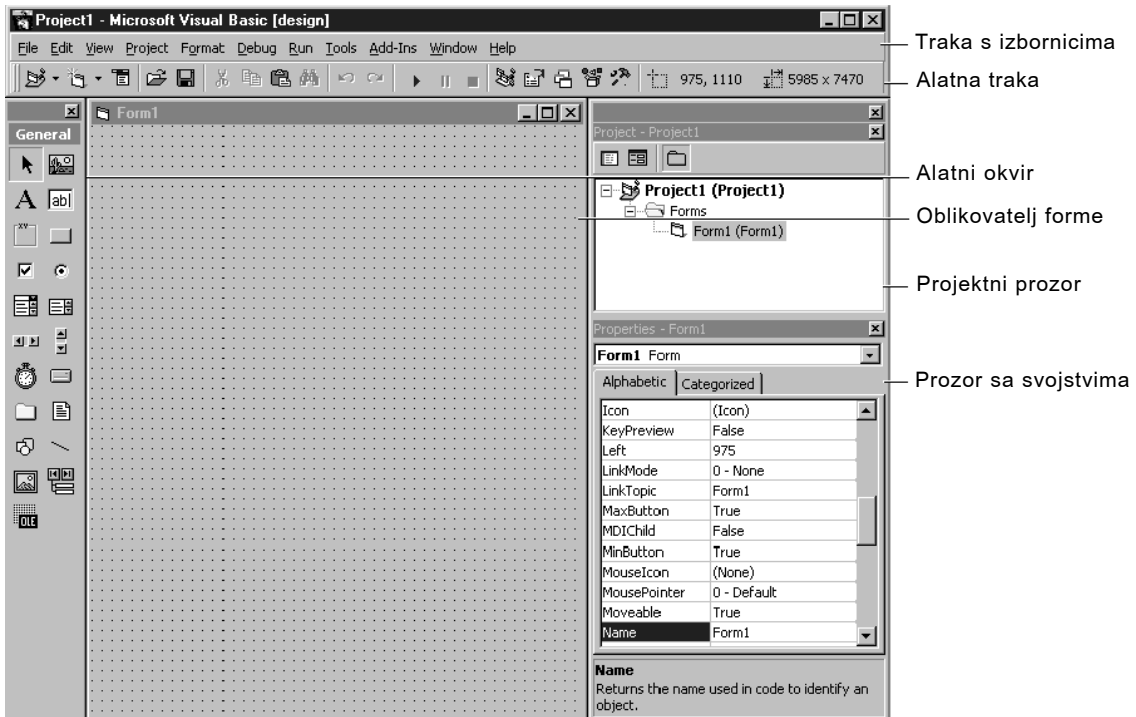 Project1 - Microsoft Visual Basic [design]
File Edit View Project Format Debug Run Tools Add-Ins Window Help
Traka s izbornicima
975, 1110 5985 x 7470
Alatna traka
General
Form1
Project - Project1
A
ab|
XY
OLE
Project1 (Project1)
Forms
Form1 (Form1)
Alatni okvir
Oblikovatelj forme
Projektni prozor
Properties - Form1
Form1 Form
Alphabetic Categorized
Prozor sa svojstvima
Icon (Icon)
KeyPreview False
Left 975
LinkMode 0 - None
LinkTopic Form1
MaxButton True
MDIChild False
MinButton True
MouseIcon (None)
MousePointer 0 - Default
Moveable True
Name Form1
Name
Returns the name used in code to identify an
object.